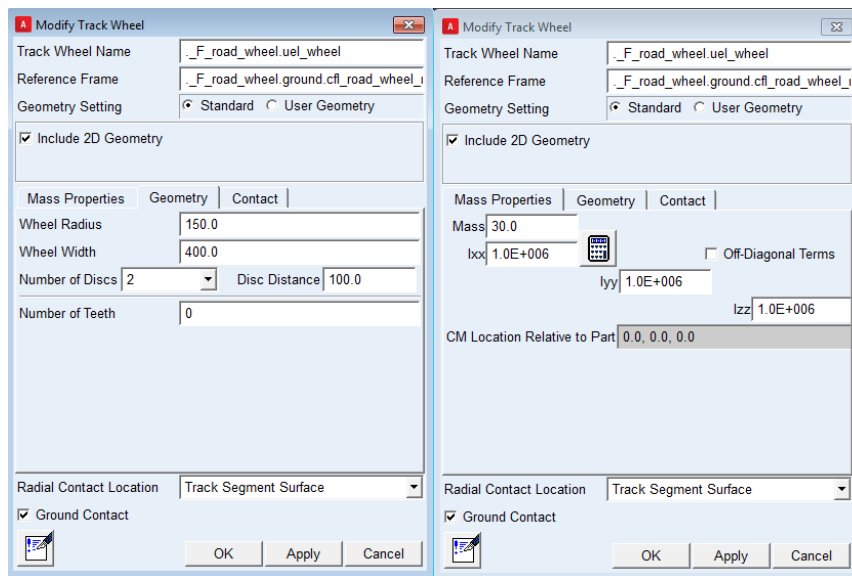 Modify Track Wheel
Track Wheel Name ._F_road_wheel.uel_wheel
Reference Frame ._F_road_wheel.ground.cfl_road_wheel_
Geometry Setting Standard User Geometry
Include 2D Geometry
Mass Properties Geometry Contact
Wheel Radius 150.0
Wheel Width 400.0
Number of Discs 2 Disc Distance 100.0
Number of Teeth 0
Radial Contact Location Track Segment Surface
Ground Contact
OK Apply Cancel
Modify Track Wheel
Track Wheel Name ._F_road_wheel.uel_wheel
Reference Frame ._F_road_wheel.ground.cfl_road_wheel_
Geometry Setting Standard User Geometry
Include 2D Geometry
Mass Properties Geometry Contact
Mass 30.0
Ixx 1.0E+006 Off-Diagonal Terms
Iyy 1.0E+006
Izz 1.0E+006
CM Location Relative to Part 0.0, 0.0, 0.0
Radial Contact Location Track Segment Surface
Ground Contact
OK Apply Cancel